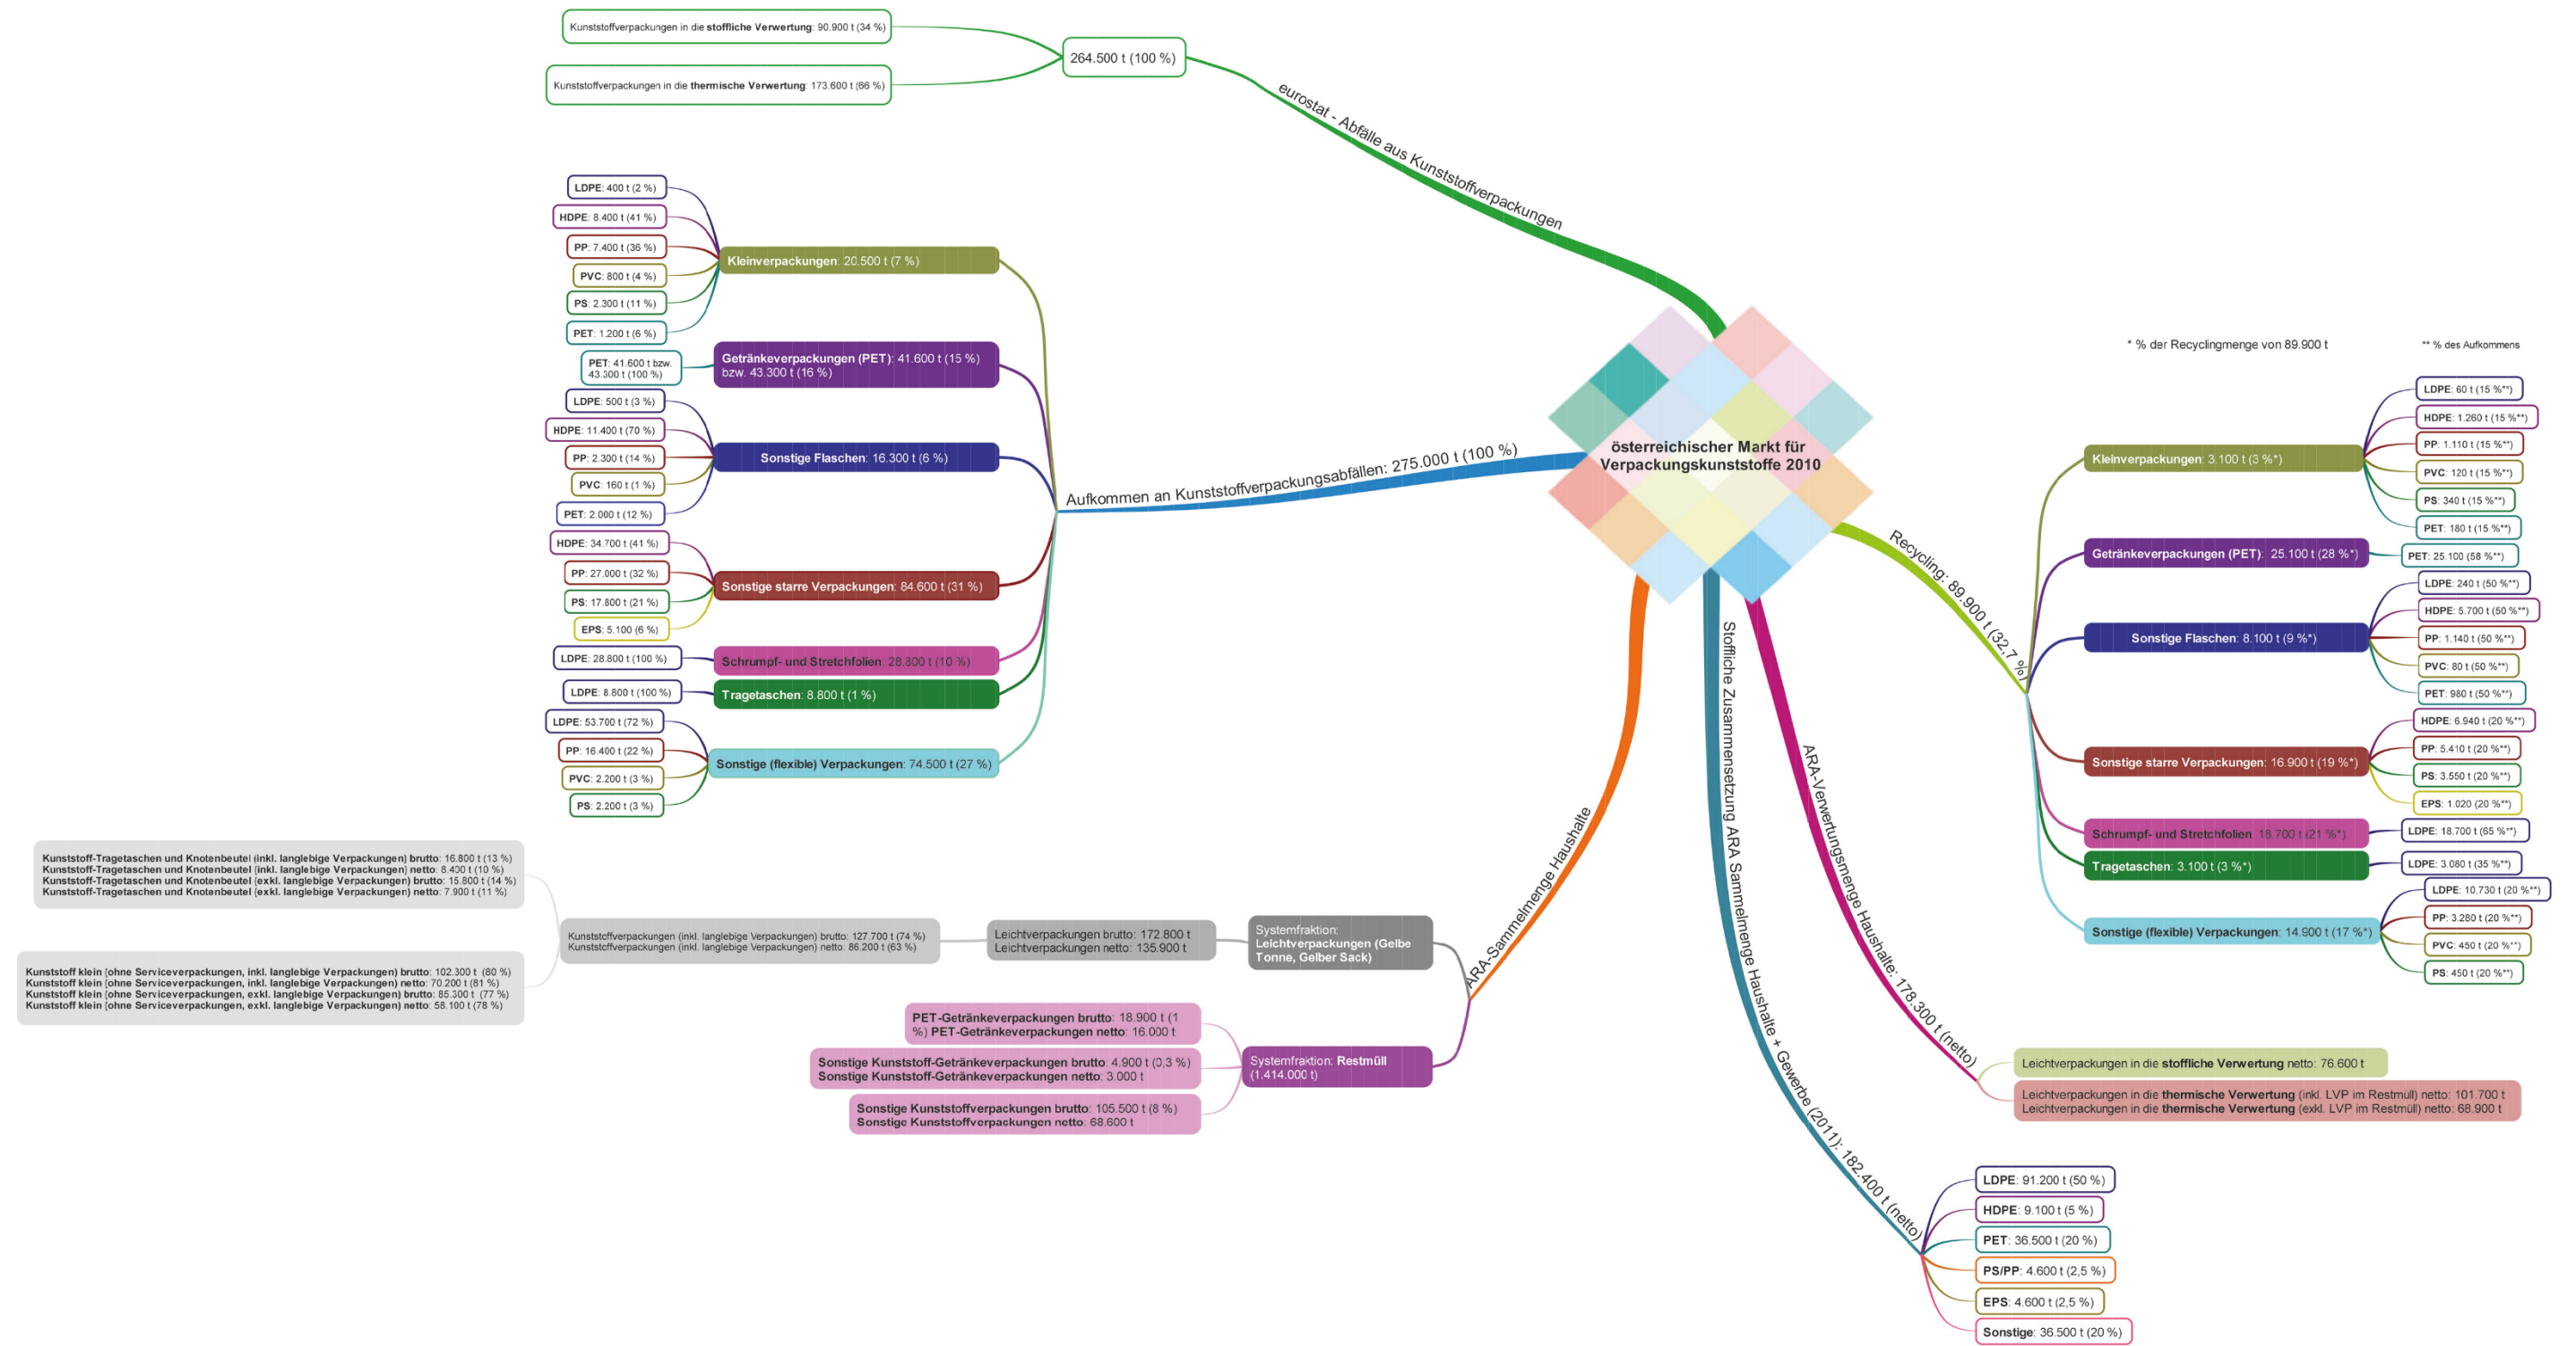 Kunststoffverpackungen in die stoffliche Verwertung: 90.900 t (34 %)
Kunststoffverpackungen in die thermische Verwertung: 173.600 t (66 %)
264.500 t (100 %)
eurostat - Abfälle aus Kunststoffverpackungen
LDPE: 400 t (2 %)
HDPE: 8.400 t (41 %)
PP: 7.400 t (36 %)
PVC: 800 t (4 %)
PS: 2.300 t (11 %)
PET: 1.200 t (6 %)
Kleinverpackungen: 20.500 t (7 %)
PET: 41.600 t bzw.
43.300 t (100 %)
Getränkeverpackungen (PET): 41.600 t (15 %)
bzw. 43.300 t (16 %)
LDPE: 500 t (3 %)
HDPE: 11.400 t (70 %)
PP: 2.300 t (14 %)
PVC: 160 t (1 %)
PET: 2.000 t (12 %)
Sonstige Flaschen: 16.300 t (6 %)
HDPE: 34.700 t (41 %)
PP: 27.000 t (32 %)
PS: 17.800 t (21 %)
EPS: 5.100 (6 %)
Sonstige starre Verpackungen: 84.600 t (31 %)
LDPE: 28.800 t (100 %)
Schrumpf- und Stretchfolien: 28.800 t (10 %)
LDPE: 8.800 t (100 %)
Tragetaschen: 8.800 t (1 %)
LDPE: 53.700 t (72 %)
PP: 16.400 t (22 %)
PVC: 2.200 t (3 %)
PS: 2.200 t (3 %)
Sonstige (flexible) Verpackungen: 74.500 t (27 %)
Aufkommen an Kunststoffverpackungsabfällen: 275.000 t (100 %)
österreichischer Markt für
Verpackungskunststoffe 2010
Recycling: 89.900 t (32,7 %)
* % der Recyclingmenge von 89.900 t
** % des Aufkommens
Kleinverpackungen: 3.100 t (3 %*)
LDPE: 60 t (15 %**)
HDPE: 1.260 t (15 %**)
PP: 1.110 t (15 %**)
PVC: 120 t (15 %**)
PS: 340 t (15 %**)
PET: 180 t (15 %**)
Getränkeverpackungen (PET): 25.100 t (28 %*)
PET: 25.100 (58 %**)
Sonstige Flaschen: 8.100 t (9 %*)
LDPE: 240 t (50 %**)
HDPE: 5.700 t (50 %**)
PP: 1.140 t (50 %**)
PVC: 80 t (50 %**)
PET: 980 t (50 %**)
Sonstige starre Verpackungen: 16.900 t (19 %*)
HDPE: 6.940 t (20 %**)
PP: 5.410 t (20 %**)
PS: 3.550 t (20 %**)
EPS: 1.020 (20 %**)
Schrumpf- und Stretchfolien: 18.700 t (21 %*)
LDPE: 18.700 t (65 %**)
Tragetaschen: 3.100 t (3 %*)
LDPE: 3.080 t (35 %**)
Sonstige (flexible) Verpackungen: 14.900 t (17 %*)
LDPE: 10.730 t (20 %**)
PP: 3.280 t (20 %**)
PVC: 450 t (20 %**)
PS: 450 t (20 %**)
ARA-Sammelmenge Haushalte
Systemfraktion:
Leichtverpackungen (Gelbe
Tonne, Gelber Sack)
Leichtverpackungen brutto: 172.800 t
Leichtverpackungen netto: 135.900 t
Kunststoffverpackungen (inkl. langlebige Verpackungen) brutto: 127.700 t (74 %)
Kunststoffverpackungen (inkl. langlebige Verpackungen) netto: 86.200 t (63 %)
Kunststoff-Tragetaschen und Knotenbeutel (inkl. langlebige Verpackungen) brutto: 16.800 t (13 %)
Kunststoff-Tragetaschen und Knotenbeutel (inkl. langlebige Verpackungen) netto: 8.400 t (10 %)
Kunststoff-Tragetaschen und Knotenbeutel (exkl. langlebige Verpackungen) brutto: 15.800 t (14 %)
Kunststoff-Tragetaschen und Knotenbeutel (exkl. langlebige Verpackungen) netto: 7.900 t (11 %)
Kunststoff klein (ohne Serviceverpackungen, inkl. langlebige Verpackungen) brutto: 102.300 t (80 %)
Kunststoff klein (ohne Serviceverpackungen, inkl. langlebige Verpackungen) netto: 70.200 t (81 %)
Kunststoff klein (ohne Serviceverpackungen, exkl. langlebige Verpackungen) brutto: 85.300 t (77 %)
Kunststoff klein (ohne Serviceverpackungen, exkl. langlebige Verpackungen) netto: 58.100 t (78 %)
Systemfraktion: Restmüll
(1.414.000 t)
PET-Getränkeverpackungen brutto: 18.900 t (1
%) PET-Getränkeverpackungen netto: 16.000 t
Sonstige Kunststoff-Getränkeverpackungen brutto: 4.900 t (0,3 %)
Sonstige Kunststoff-Getränkeverpackungen netto: 3.000 t
Sonstige Kunststoffverpackungen brutto: 105.500 t (8 %)
Sonstige Kunststoffverpackungen netto: 68.600 t
ARA-Verwertungsmenge Haushalte: 178.300 t (netto)
Leichtverpackungen in die stoffliche Verwertung netto: 76.600 t
Leichtverpackungen in die thermische Verwertung (inkl. LVP im Restmüll) netto: 101.700 t
Leichtverpackungen in die thermische Verwertung (exkl. LVP im Restmüll) netto: 68.900 t
Stoffliche Zusammensetzung ARA Sammelmenge Haushalte + Gewerbe (2011): 182.400 t (netto)
LDPE: 91.200 t (50 %)
HDPE: 9.100 t (5 %)
PET: 36.500 t (20 %)
PS/PP: 4.600 t (2,5 %)
EPS: 4.600 t (2,5 %)
Sonstige: 36.500 t (20 %)